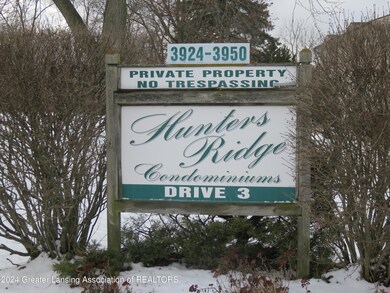 3924-3950
PRIVATE PROPERTY
NO TRESPASSING
Hunters
Ridge
Condominiums
DRIVE 3
2024 Greater Lansing Association of REALTORS